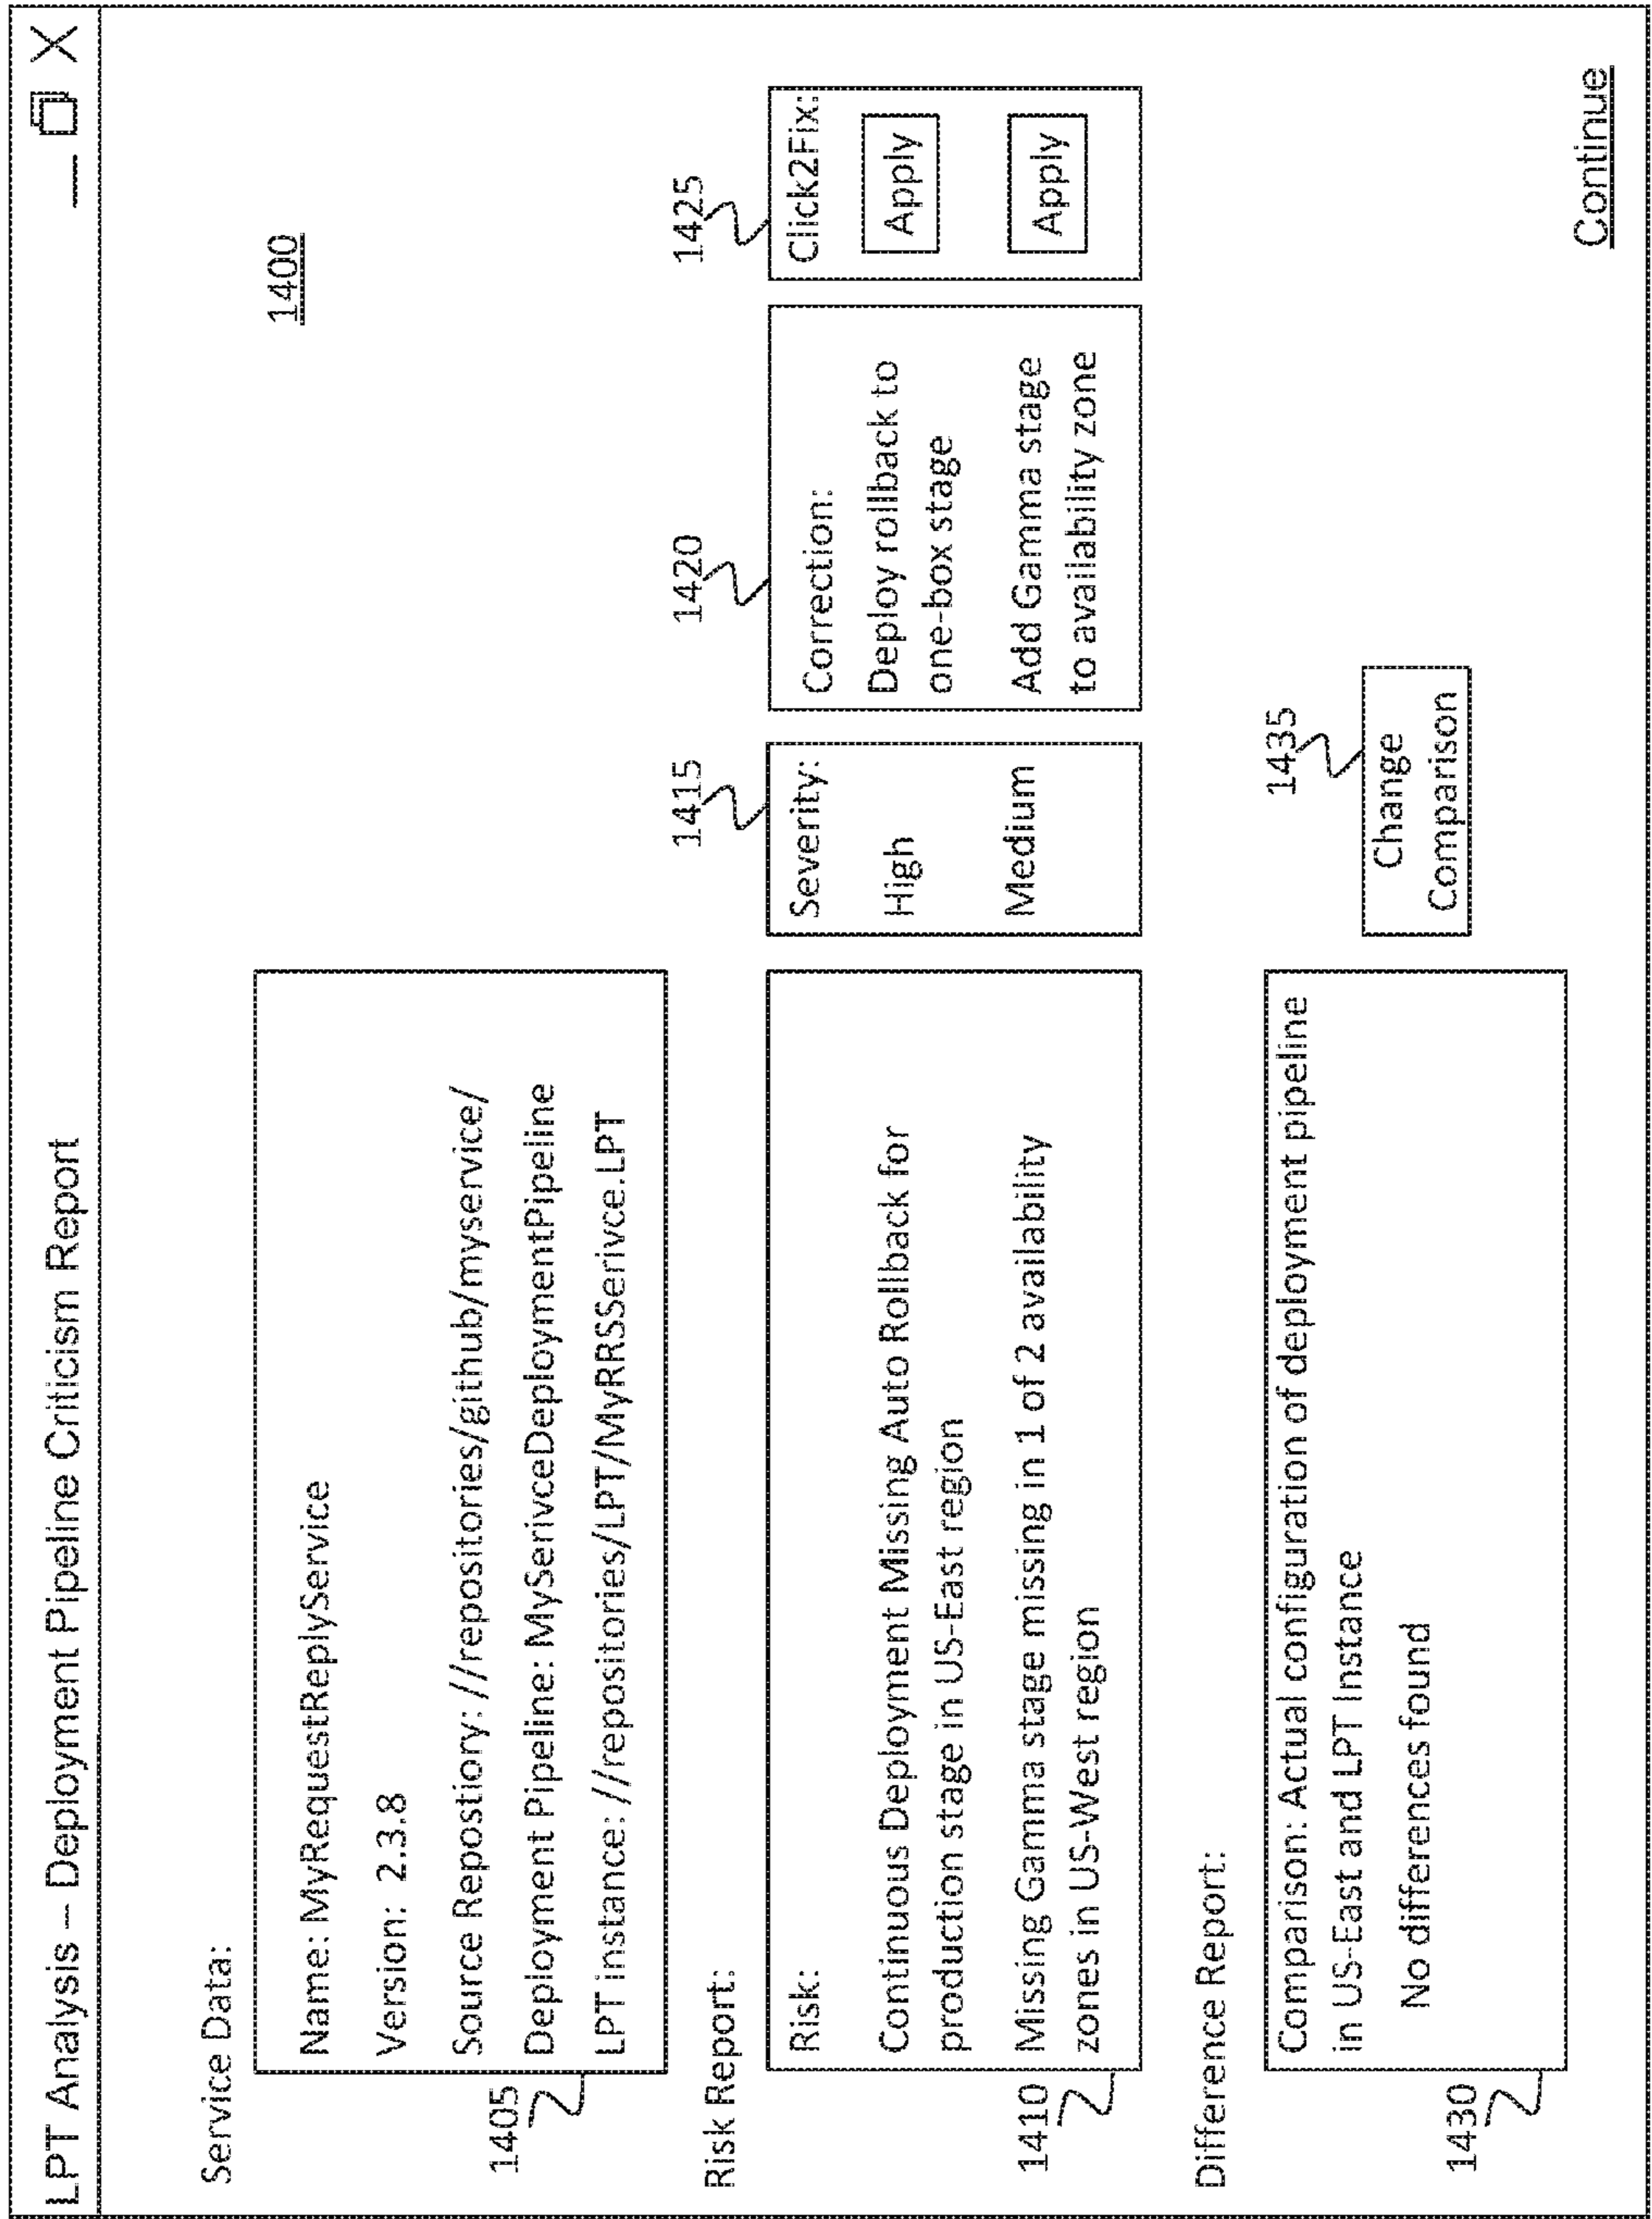 LPT Analysis – Deployment Pipeline Criticism Report
1400
Service Data:
Name: MyRequestReplyService
Version: 2.3.8
Source Repostiory: //repositories/github/myservice/
Deployment Pipeline: MySerivceDeploymentPipeline
LPT instance: //repositories/LPT/MyRRSSerivce.LPT
1405
Risk Report:
1410
Risk:
Continuous Deployment Missing Auto Rollback for
production stage in US-East region
Missing Gamma stage missing in 1 of 2 availability
zones in US-West region
1415
Severity:
High
Medium
1420
Correction:
Deploy rollback to
one-box stage
Add Gamma stage
to availability zone
1425
Click2Fix:
Apply
Apply
Difference Report:
1430
Comparison: Actual configuration of deployment pipeline
in US-East and LPT Instance
No differences found
1435
Change
Comparison
Continue